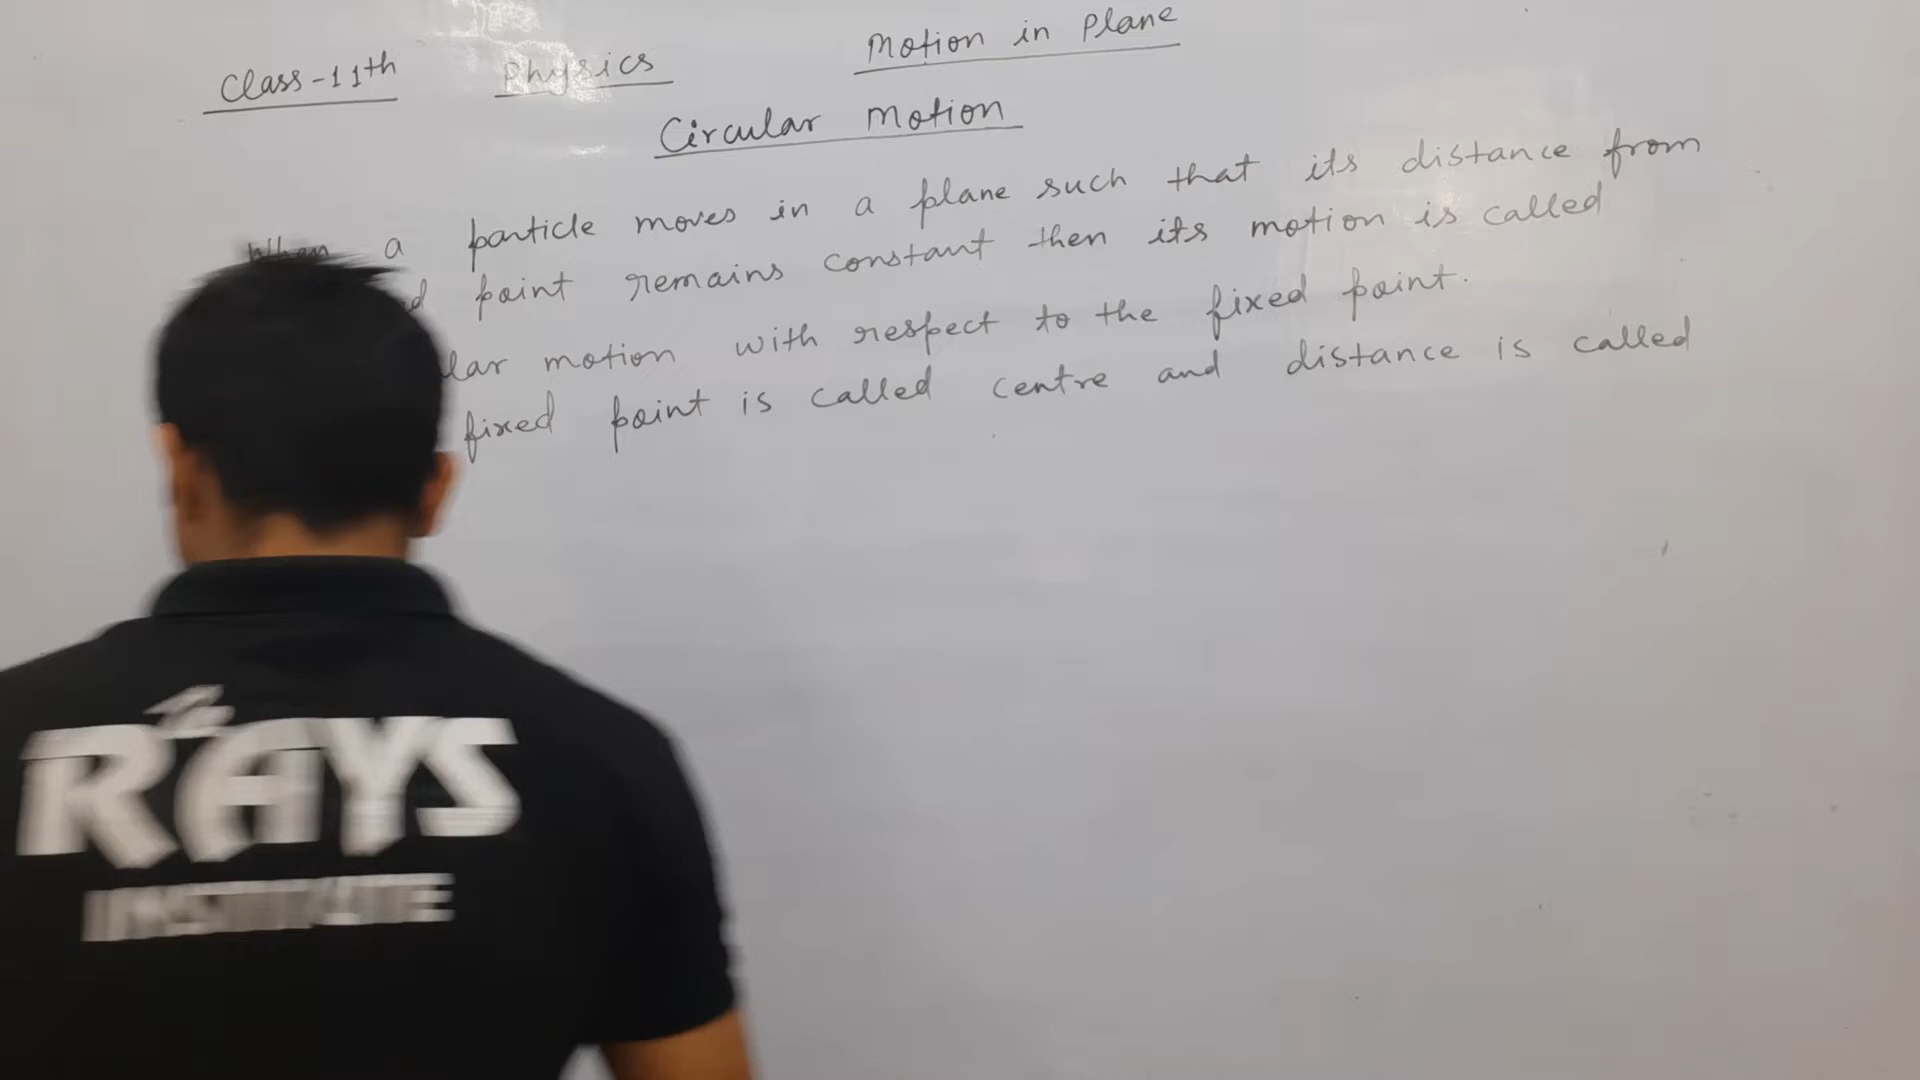 Class-11th Physics Motion in Plane
Circular Motion
When a particle moves in a plane such that its distance from
point remains constant then its motion is called
motion with respect to the fixed point.
fixed point is called centre and distance is called
The
RAYS
INSTITUTE